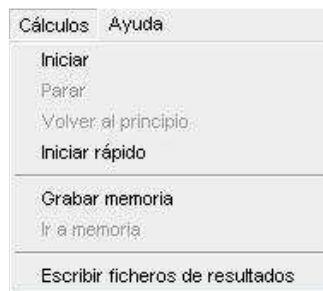 Cálculos Ayuda
Iniciar
Parar
Volver al principio
Iniciar rápido
Grabar memoria
Ir a memoria
Escribir ficheros de resultados